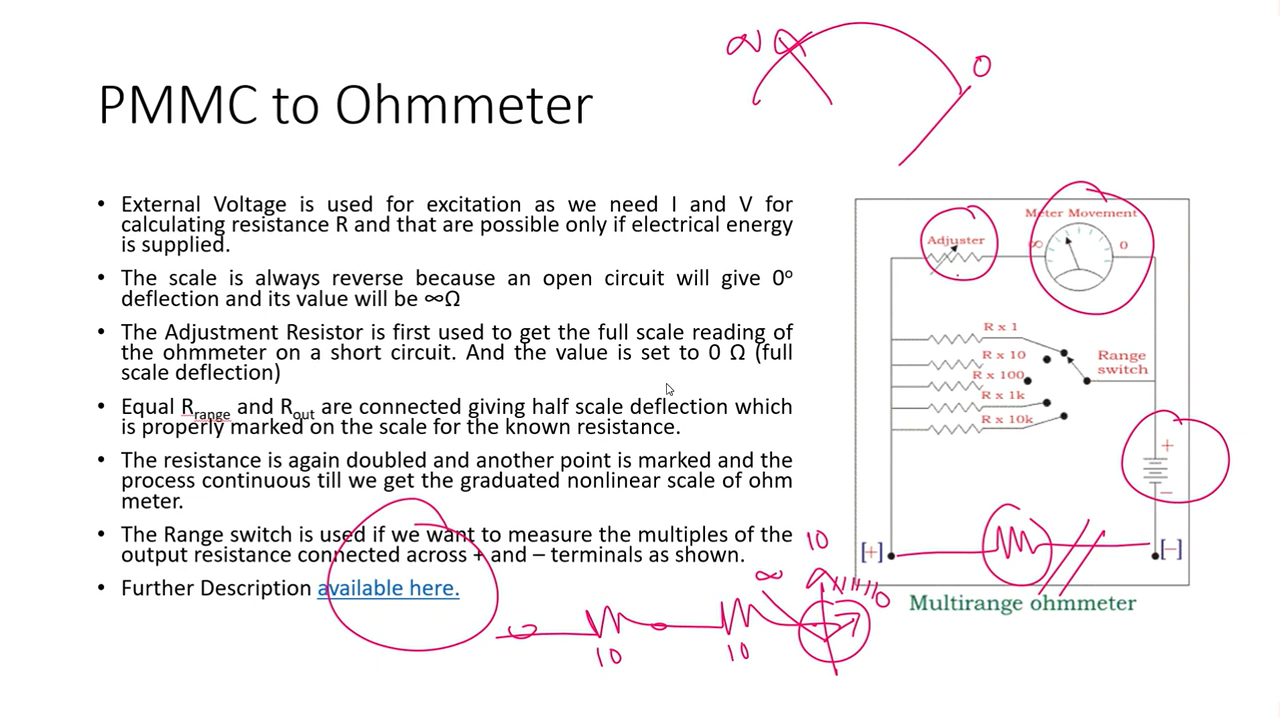 ∞ 0
PMMC to Ohmmeter
• External Voltage is used for excitation as we need I and V for
calculating resistance R and that are possible only if electrical energy
is supplied.
• The scale is always reverse because an open circuit will give 0º
deflection and its value will be ∞Ω
• The Adjustment Resistor is first used to get the full scale reading of
the ohmmeter on a short circuit. And the value is set to 0 Ω (full
scale deflection)
• Equal Rrange and Rout are connected giving half scale deflection which
is properly marked on the scale for the known resistance.
• The resistance is again doubled and another point is marked and the
process continuous till we get the graduated nonlinear scale of ohm
meter.
• The Range switch is used if we want to measure the multiples of the
output resistance connected across + and – terminals as shown.
• Further Description available here.
Meter Movement
Adjuster
∞ 0
R x 1
R x 10
R x 100
R x 1k
R x 10k
Range
switch
+
–
[+] [–]
Multirange ohmmeter
10
∞ 0
10 10